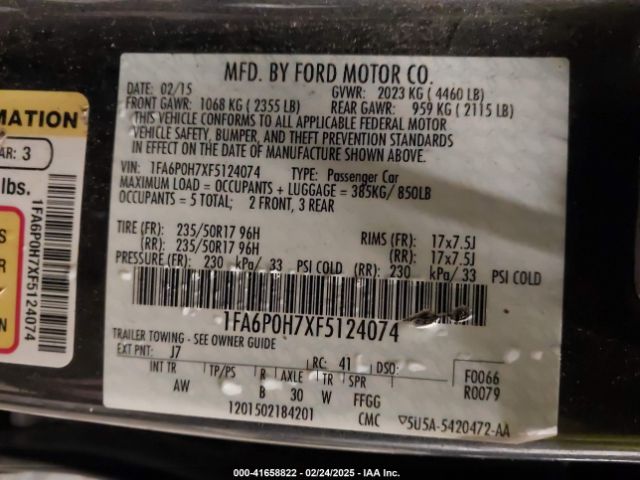 MATION
AR: 3
lbs.
S
R
N
1FA6P0H7XF5124074
MFD. BY FORD MOTOR CO.
DATE: 02/15 GVWR: 2023 KG ( 4460 LB)
FRONT GAWR: 1068 KG ( 2355 LB) REAR GAWR: 959 KG ( 2115 LB)
THIS VEHICLE CONFORMS TO ALL APPLICABLE FEDERAL MOTOR
VEHICLE SAFETY, BUMPER, AND THEFT PREVENTION STANDARDS
IN EFFECT ON THE DATE OF MANUFACTURE SHOWN ABOVE.
VIN: 1FA6P0H7XF5124074 TYPE: Passenger Car
MAXIMUM LOAD = OCCUPANTS + LUGGAGE = 385KG/ 850LB
OCCUPANTS = 5 TOTAL; 2 FRONT, 3 REAR
TIRE (FR): 235/50R17 96H RIMS (FR): 17x7.5J
(RR): 235/50R17 96H (RR): 17x7.5J
PRESSURE (FR): 230 kPa/ 33 PSI COLD (RR): 230 kPa/ 33 PSI COLD
1FA6P0H7XF5124074
TRAILER TOWING - SEE OWNER GUIDE
EXT PNT: J7 RC: 41 DSO: F0066
INT TR TP/PS R AXLE TR SPR R0079
AW B 30 W FFGG
1201502184201 CMC ▽5U5A-5420472-AA
000-41658822 - 02/24/2025 - IAA Inc.